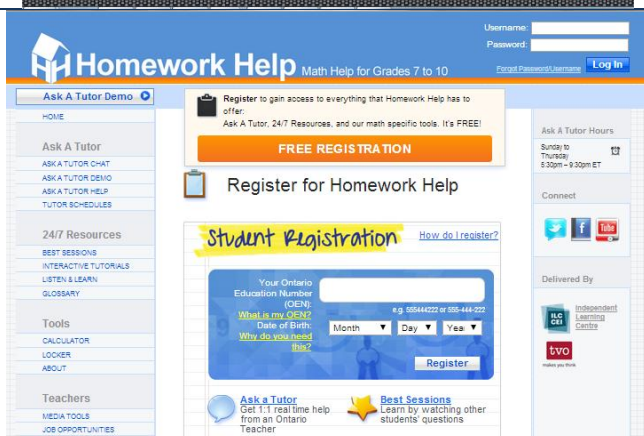 Username:
Password:
Homework Help Math Help for Grades 7 to 10
Forgot Password/Username Log In
Ask A Tutor Demo
HOME
Ask A Tutor
ASK A TUTOR CHAT
ASK A TUTOR DEMO
ASK A TUTOR HELP
TUTOR SCHEDULES
24/7 Resources
BEST SESSIONS
INTERACTIVE TUTORIALS
LISTEN & LEARN
GLOSSARY
Tools
CALCULATOR
LOCKER
ABOUT
Teachers
MEDIA TOOLS
JOB OPPORTUNITIES
Register to gain access to everything that Homework Help has to
offer:
Ask A Tutor, 24/7 Resources, and our math specific tools. It's FREE!
FREE REGISTRATION
Register for Homework Help
Student Registration How do I register?
Your Ontario
Education Number
(OEN):
What is my OEN?
e.g. 555444222 or 555-444-222
Date of Birth:
Month Day Yea
Why do you need
this?
Register
Ask a Tutor
Get 1:1 real time help
from an Ontario
Teacher
Best Sessions
Learn by watching other
students' questions
Ask A Tutor Hours
Sunday to
Thursday
5:30pm – 9:30pm ET
Connect
f
Tube
Delivered By
ILC
CEI
Independent
Learning
Centre
tvo
makes you think